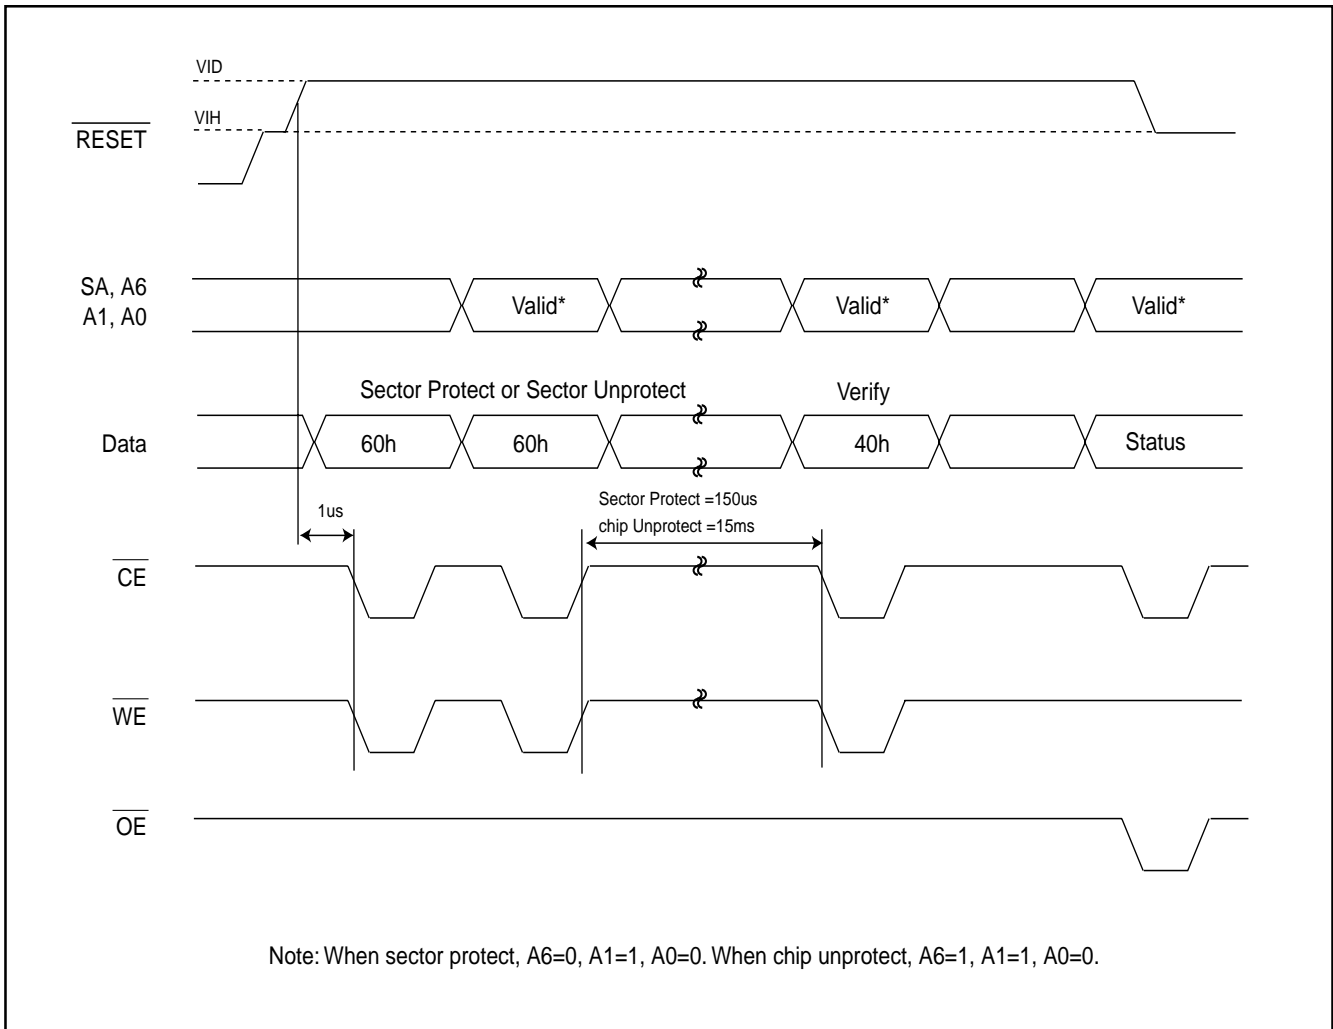 VID
VIH
RESET
SA, A6
A1, A0
Valid*
Valid*
Valid*
Sector Protect or Sector Unprotect
Verify
Data
60h
60h
40h
Status
Sector Protect =150us
chip Unprotect =15ms
1us
CE
WE
OE
Note: When sector protect, A6=0, A1=1, A0=0. When chip unprotect, A6=1, A1=1, A0=0.